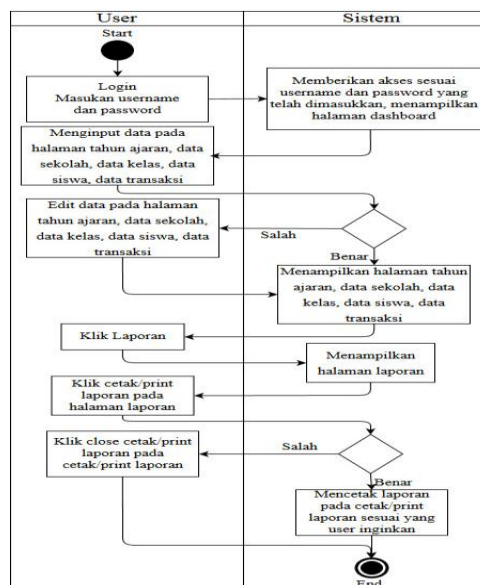 User
Sistem
Start
Login
Masukan username
dan password
Memberikan akses sesuai
username dan password yang
telah dimasukkan, menampilkan
halaman dashboard
Menginput data pada
halaman tahun ajaran, data
sekolah, data kelas, data
siswa, data transaksi
Edit data pada halaman
tahun ajaran, data sekolah,
data kelas, data siswa, data
transaksi
Salah
Benar
Menampilkan halaman tahun
ajaran, data sekolah, data
kelas, data siswa, data
transaksi
Klik Laporan
Menampilkan
halaman laporan
Klik cetak/print
laporan pada
halaman laporan
Klik close cetak/print
laporan pada
cetak/print laporan
Salah
Benar
Mencetak laporan
pada cetak/print
laporan sesuai yang
user inginkan
End